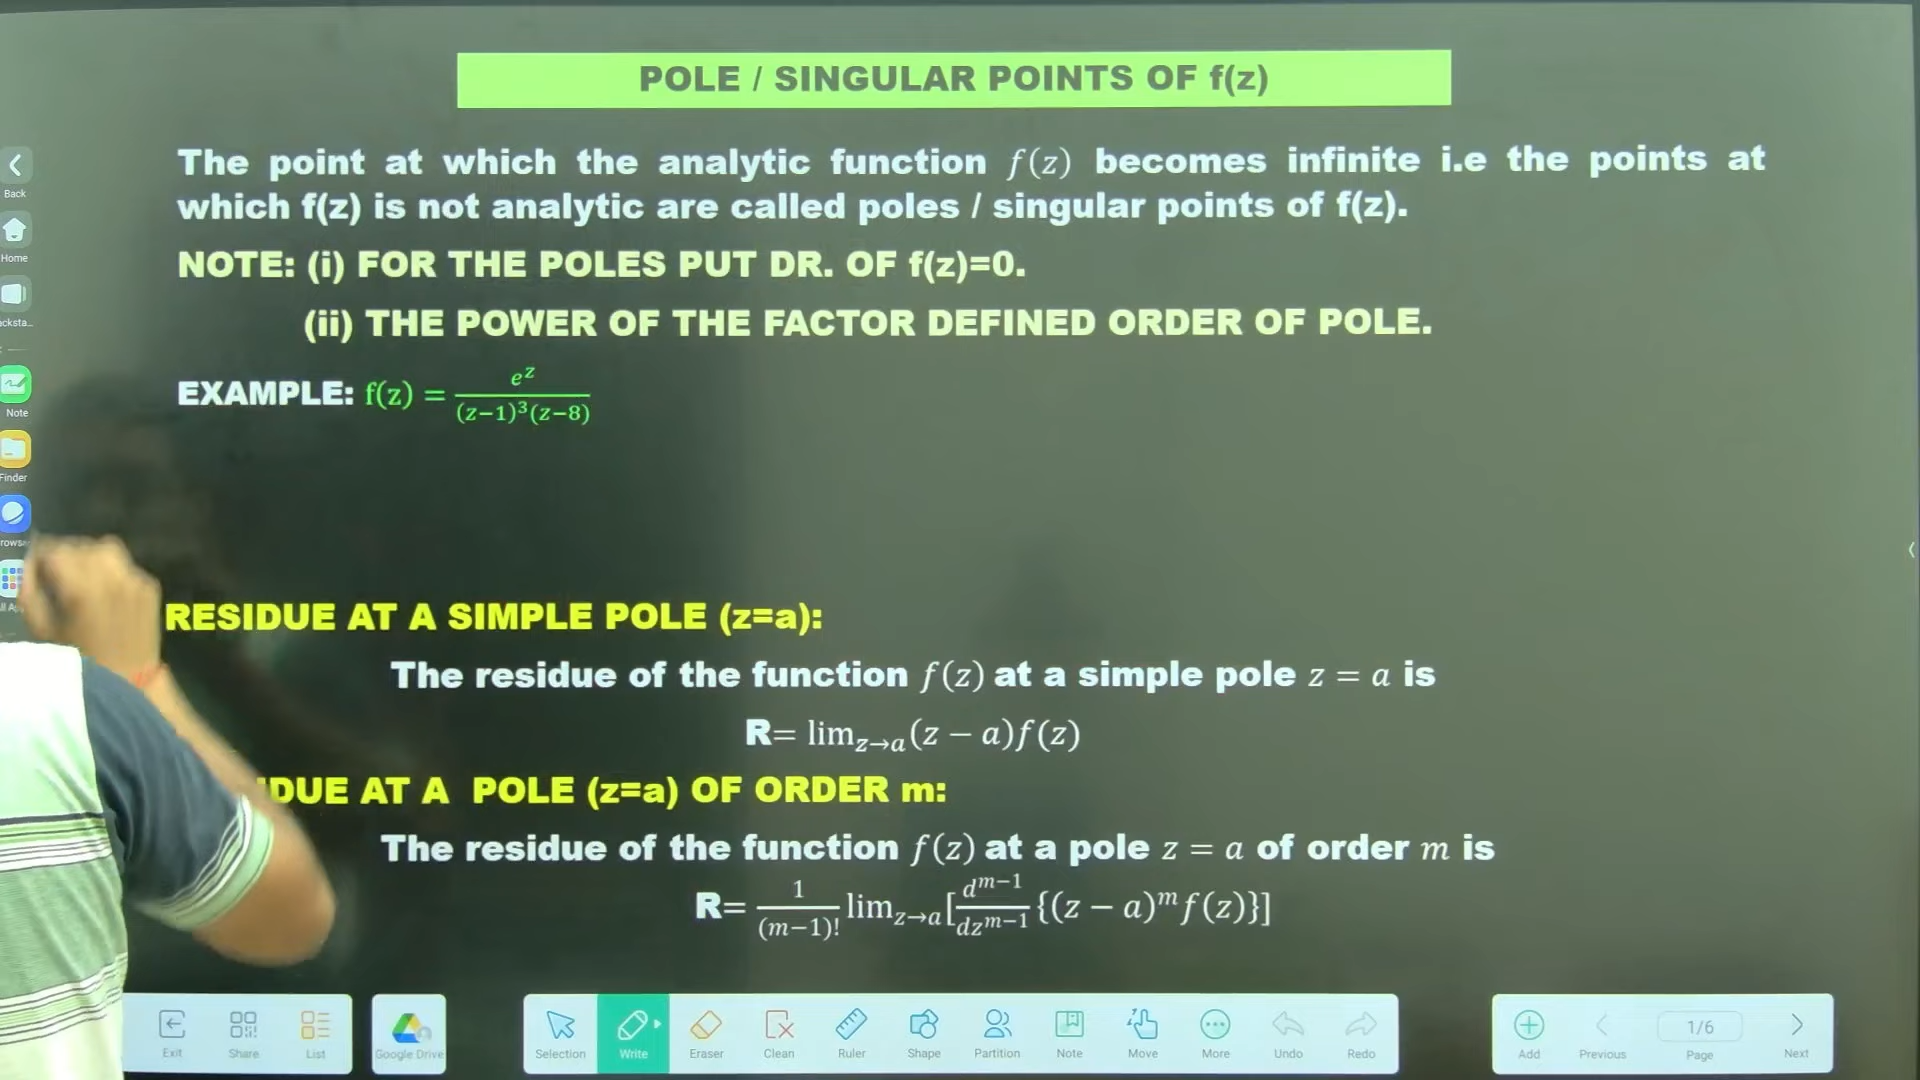 POLE / SINGULAR POINTS OF f(z)
The point at which the analytic function f(z) becomes infinite i.e the points at
which f(z) is not analytic are called poles / singular points of f(z).
NOTE: (i) FOR THE POLES PUT DR. OF f(z)=0.
(ii) THE POWER OF THE FACTOR DEFINED ORDER OF POLE.
EXAMPLE: f(z) = e^z / (z−1)^3(z−8)
RESIDUE AT A SIMPLE POLE (z=a):
The residue of the function f(z) at a simple pole z = a is
R= lim_{z→a}(z − a)f(z)
IDUE AT A POLE (z=a) OF ORDER m:
The residue of the function f(z) at a pole z = a of order m is
R= 1/(m−1)! lim_{z→a}[d^{m−1}/dz^{m−1}{(z − a)^m f(z)}]
Back
Home
Note
Finder
Exit
Share
List
Google Drive
Selection
Write
Eraser
Clean
Ruler
Shape
Partition
Note
Move
More
Undo
Redo
Add
Previous
1/6
Page
Next